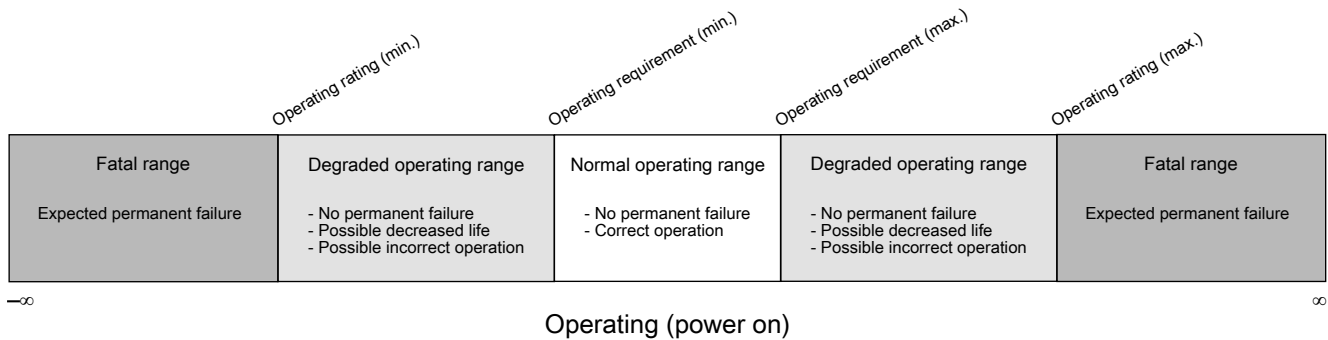 Operating rating (min.)
Operating requirement (min.)
Operating requirement (max.)
Operating rating (max.)
Fatal range
Expected permanent failure
Degraded operating range
- No permanent failure
- Possible decreased life
- Possible incorrect operation
Normal operating range
- No permanent failure
- Correct operation
Degraded operating range
- No permanent failure
- Possible decreased life
- Possible incorrect operation
Fatal range
Expected permanent failure
–∞
∞
Operating (power on)